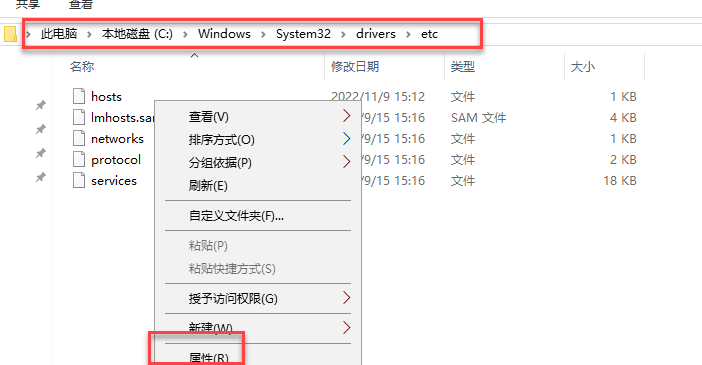 共享 查看
此电脑 本地磁盘 (C:) Windows System32 drivers etc
名称 修改日期 类型 大小
hosts 2022/11/9 15:12 文件 1 KB
lmhosts.sa /9/15 15:16 SAM 文件 4 KB
networks /9/15 15:16 文件 1 KB
protocol /9/15 15:16 文件 2 KB
services /9/15 15:16 文件 18 KB
查看(V)
排序方式(O)
分组依据(P)
刷新(E)
自定义文件夹(F)...
粘贴(P)
粘贴快捷方式(S)
授予访问权限(G)
新建(W)
属性(R)